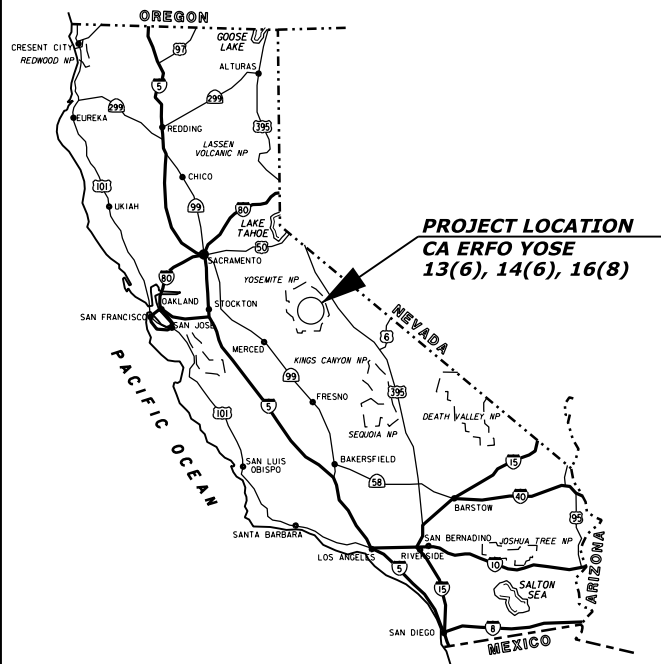 OREGON
GOOSE
LAKE
CRESENT CITY
REDWOOD NP
97
ALTURAS
5
299
299
EUREKA
REDDING
395
LASSEN
VOLCANIC NP
CHICO
101
99
80
UKIAH
LAKE
TAHOE
50
SACRAMENTO
PROJECT LOCATION
CA ERFO YOSE
13(6), 14(6), 16(8)
80
YOSEMITE NP
OAKLAND
STOCKTON
SAN FRANCISCO
SAN JOSE
NEVADA
6
MERCED
KINGS CANYON NP
99
395
PACIFIC OCEAN
101
5
FRESNO
DEATH VALLEY NP
SEQUOIA NP
SAN LUIS
OBISPO
BAKERSFIELD
15
58
40
BARSTOW
95
SANTA BARBARA
SAN BERNADINO
JOSHUA TREE NP
LOS ANGELES
RIVERSIDE
10
ARIZONA
5
15
SALTON
SEA
SAN DIEGO
8
MEXICO